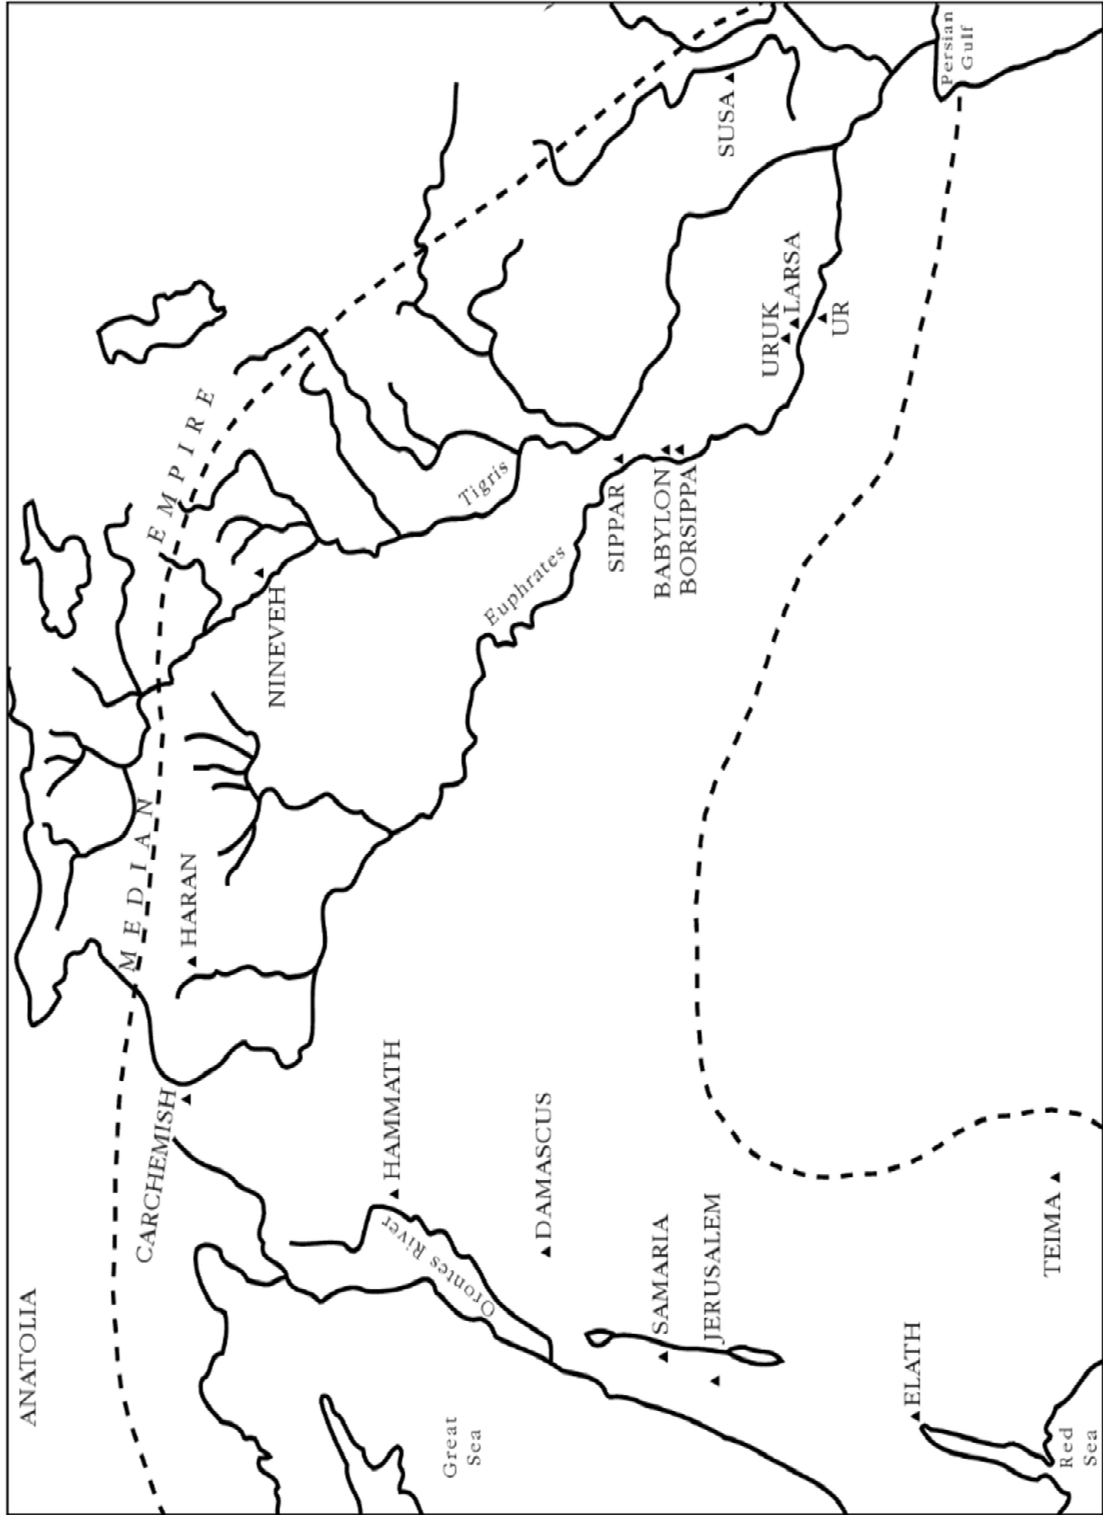 ANATOLIA
MEDIAN EMPIRE
CARCHEMISH
HARAN
NINEVEH
Tigris
Euphrates
HAMMATH
Orontes River
DAMASCUS
Great
Sea
SAMARIA
JERUSALEM
SIPPAR
BABYLON
BORSIPPA
SUSA
URUK
LARSA
UR
Persian
Gulf
ELATH
TEIMA
Red
Sea